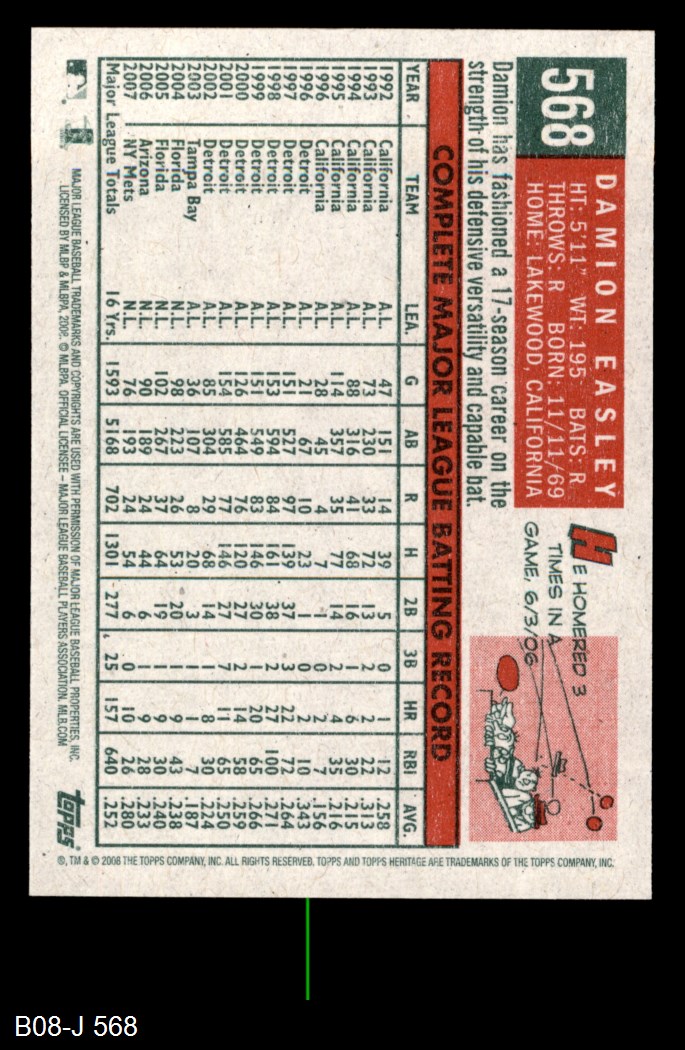 568
DAMION EASLEY
HT: 5'11" WT: 195 BATS: R
THROWS: R BORN: 11/11/69
HOME: LAKEWOOD, CALIFORNIA
HE HOMERED 3
TIMES IN A
GAME, 6/3/06
Damion has fashioned a 17-season career on the
strength of his defensive versatility and capable bat.
COMPLETE MAJOR LEAGUE BATTING RECORD
YEAR TEAM LEA. G AB R H 2B 3B HR RBI AVG.
1992 California A.L. 47 151 14 39 5 0 1 12 .258
1993 California A.L. 73 230 33 72 13 2 2 22 .313
1994 California A.L. 88 316 41 68 16 1 6 30 .215
1995 California A.L. 114 357 35 77 14 2 4 35 .216
1996 California A.L. 28 45 4 7 1 0 2 7 .156
1996 Detroit A.L. 21 67 10 23 1 0 2 10 .343
1997 Detroit A.L. 151 527 97 139 37 3 22 72 .264
1998 Detroit A.L. 153 594 84 161 38 2 27 100 .271
1999 Detroit A.L. 151 549 83 146 30 1 20 65 .266
2000 Detroit A.L. 126 464 76 120 27 2 14 58 .259
2001 Detroit A.L. 154 585 77 146 27 7 11 65 .250
2002 Detroit A.L. 85 304 29 68 14 1 8 30 .224
2003 Tampa Bay A.L. 36 107 8 20 3 1 1 7 .187
2004 Florida N.L. 98 223 26 53 20 1 9 43 .238
2005 Florida N.L. 102 267 37 64 19 1 9 30 .240
2006 Arizona N.L. 90 189 24 44 6 1 9 28 .233
2007 NY Mets N.L. 76 193 24 54 6 0 10 26 .280
Major League Totals 16 Yrs. 1593 5168 702 1301 277 25 157 640 .252
MAJOR LEAGUE BASEBALL TRADEMARKS AND COPYRIGHTS ARE USED WITH PERMISSION OF MAJOR LEAGUE BASEBALL PROPERTIES, INC.
LICENSED BY MLBP & MLBPA, 2008. © MLBPA. OFFICIAL LICENSEE – MAJOR LEAGUE BASEBALL PLAYERS ASSOCIATION. MLB.COM
topps
®, TM & © 2008 THE TOPPS COMPANY, INC. ALL RIGHTS RESERVED. TOPPS AND TOPPS HERITAGE ARE TRADEMARKS OF THE TOPPS COMPANY, INC.
B08-J 568